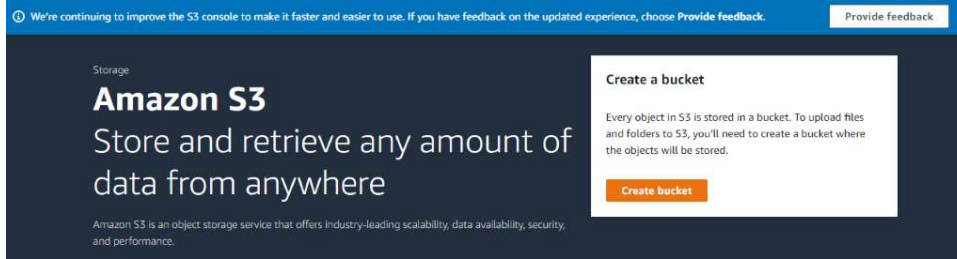 We're continuing to improve the S3 console to make it faster and easier to use. If you have feedback on the updated experience, choose Provide feedback.
Provide feedback
Storage
Amazon S3
Store and retrieve any amount of
data from anywhere
Amazon S3 is an object storage service that offers industry-leading scalability, data availability, security,
and performance.
Create a bucket
Every object in S3 is stored in a bucket. To upload files
and folders to S3, you'll need to create a bucket where
the objects will be stored.
Create bucket